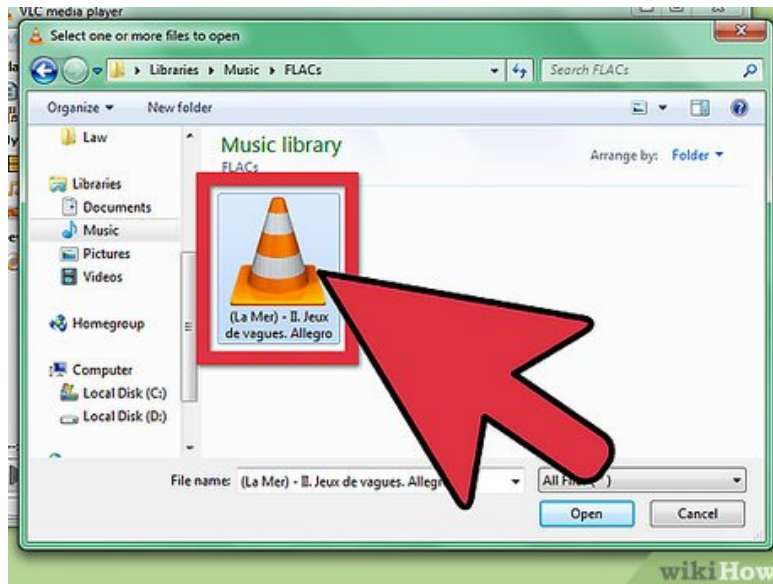 VLC media player
Select one or more files to open
Libraries Music FLACs
Search FLACs
Organize New folder
Law
Libraries
Documents
Music
Pictures
Videos
Homegroup
Computer
Local Disk (C:)
Local Disk (D:)
Music library
FLACs
Arrange by: Folder
(La Mer) - II. Jeux
de vagues. Allegro
File name: (La Mer) - II. Jeux de vagues.
All
Open Cancel
wikiHow